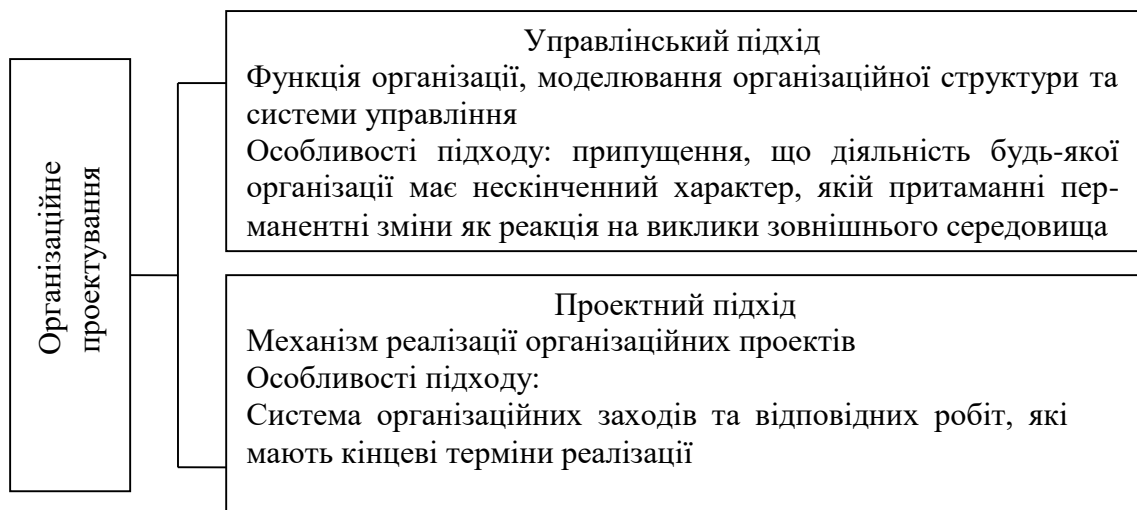 Організаційне
проектування
Управлінський підхід
Функція організації, моделювання організаційної структури та
системи управління
Особливості підходу: припущення, що діяльність будь-якої
організації має нескінченний характер, якій притаманні пер-
манентні зміни як реакція на виклики зовнішнього середовища
Проектний підхід
Механізм реалізації організаційних проектів
Особливості підходу:
Система організаційних заходів та відповідних робіт, які
мають кінцеві терміни реалізації